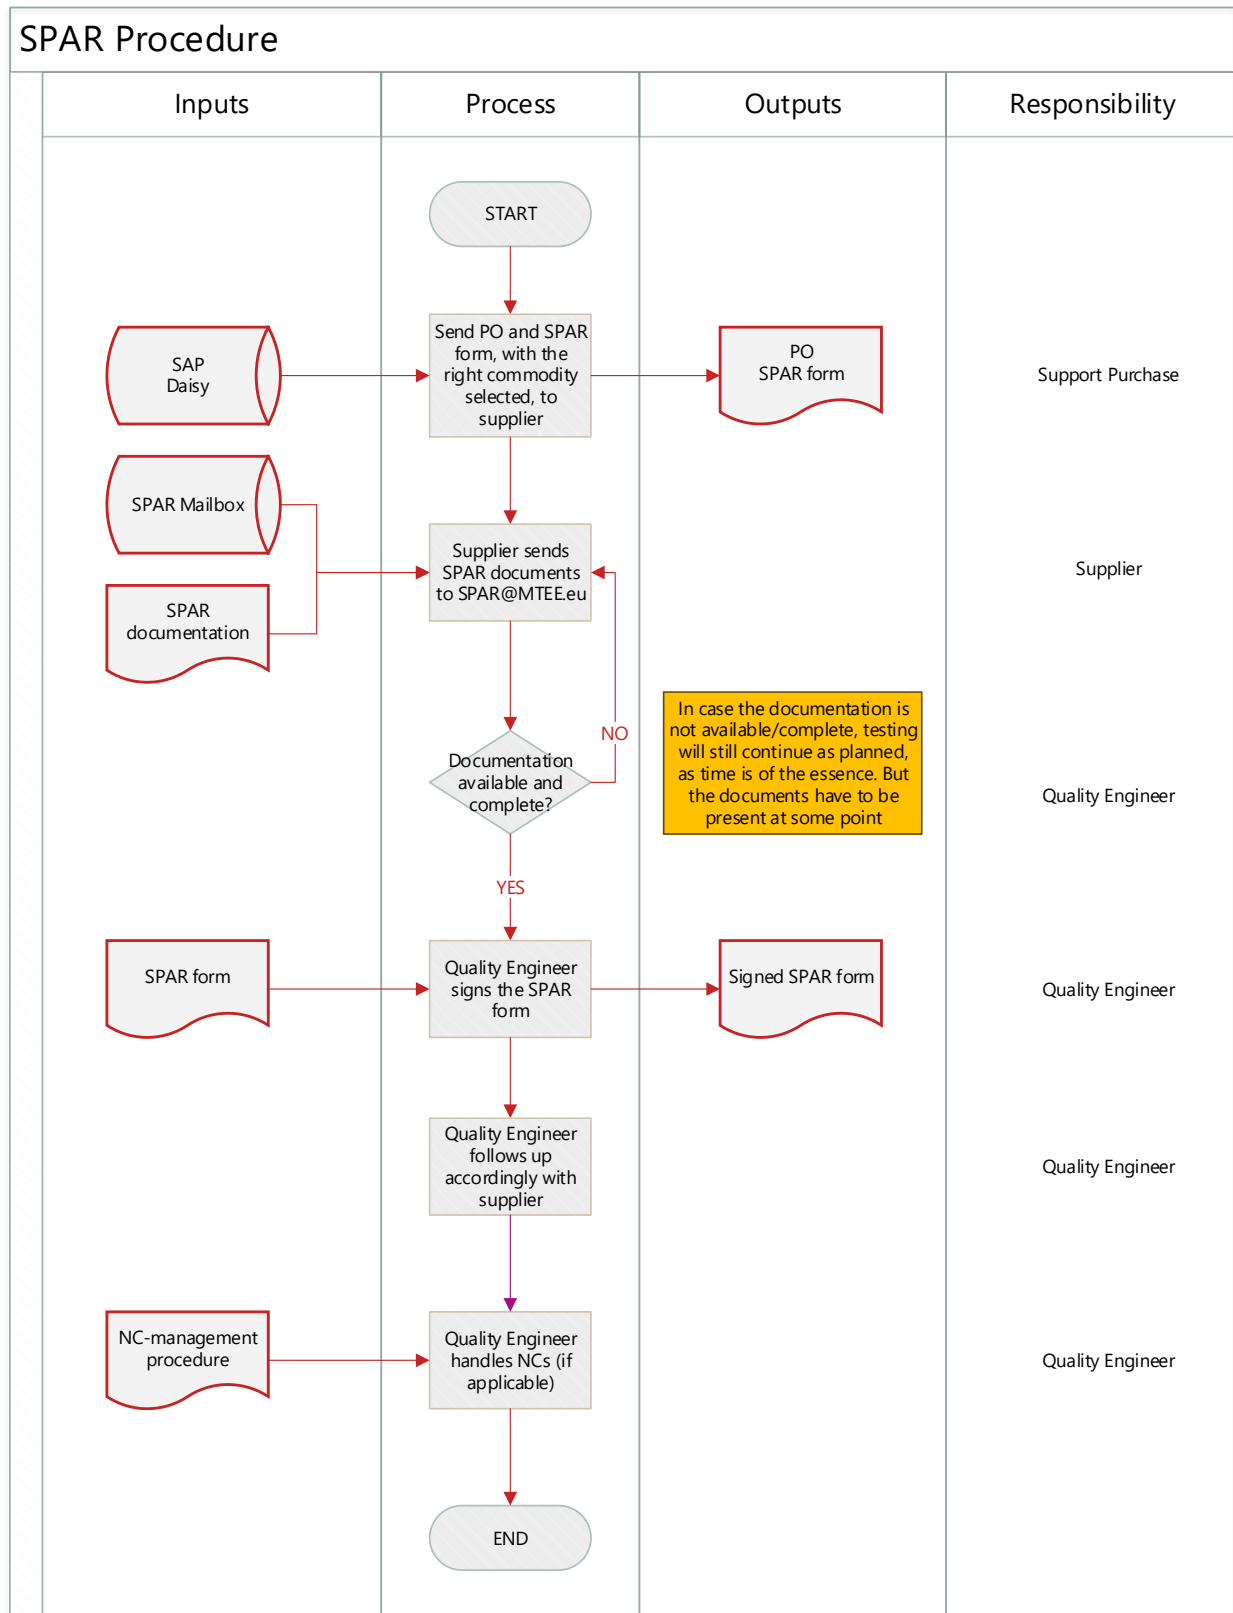 SPAR Procedure
Inputs
Process
Outputs
Responsibility
START
SAP
Daisy
Send PO and SPAR
form, with the
right commodity
selected, to
supplier
PO
SPAR form
Support Purchase
SPAR Mailbox
SPAR
documentation
Supplier sends
SPAR documents
to SPAR@MTEE.eu
Supplier
Documentation
available and
complete?
NO
In case the documentation is
not available/complete, testing
will still continue as planned,
as time is of the essence. But
the documents have to be
present at some point
Quality Engineer
YES
SPAR form
Quality Engineer
signs the SPAR
form
Signed SPAR form
Quality Engineer
Quality Engineer
follows up
accordingly with
supplier
Quality Engineer
NC-management
procedure
Quality Engineer
handles NCs (if
applicable)
Quality Engineer
END